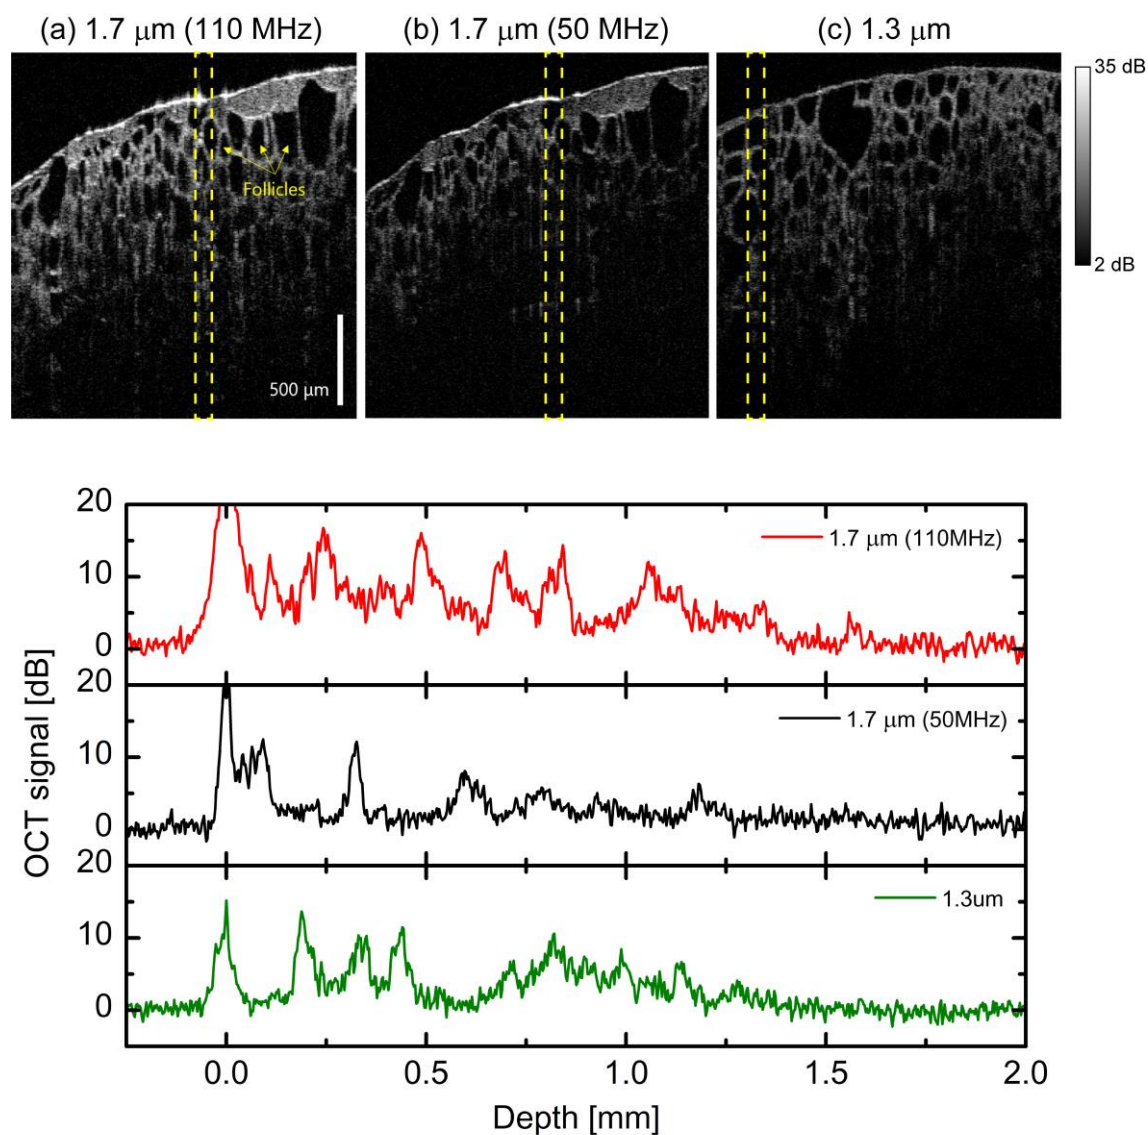 (a) 1.7 μm (110 MHz) (b) 1.7 μm (50 MHz) (c) 1.3 μm
35 dB
Follicles
2 dB
500 μm
20
1.7 μm (110MHz)
10
0
20
1.7 μm (50MHz)
10
0
20
1.3um
10
0
OCT signal [dB]
0.0 0.5 1.0 1.5 2.0
Depth [mm]